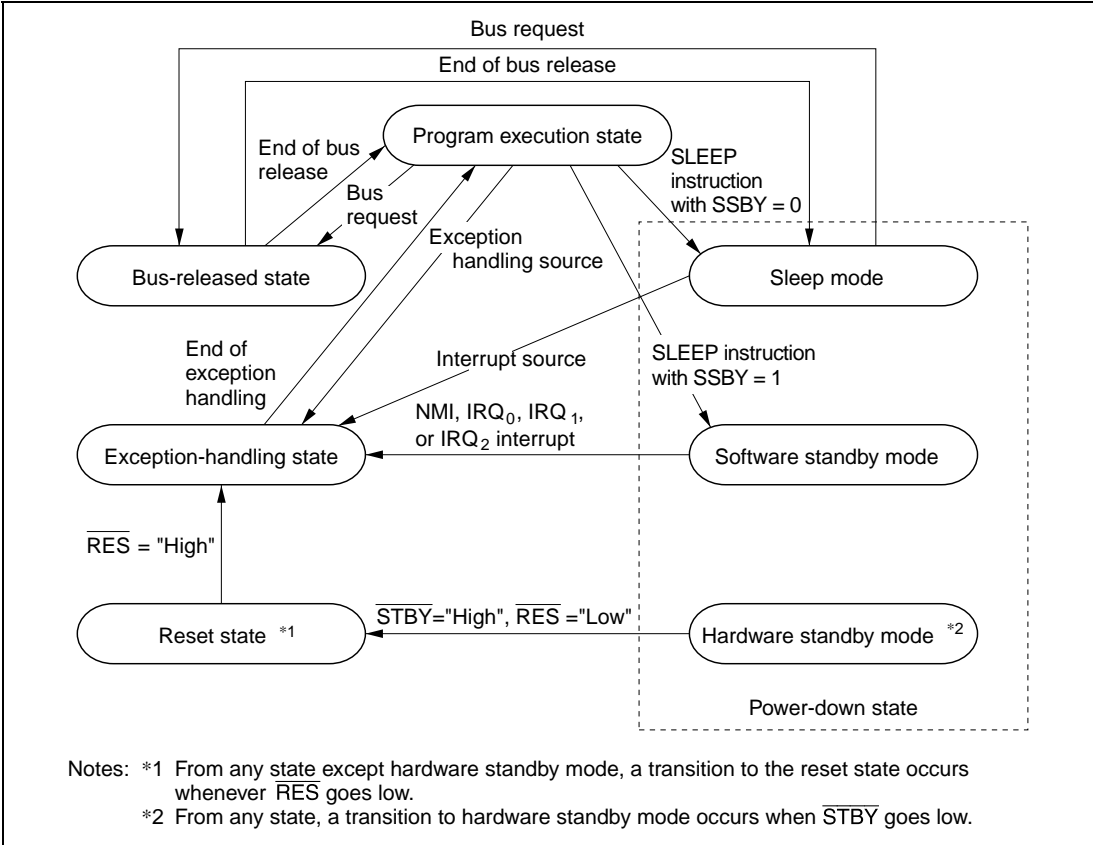 Bus request
End of bus release
Program execution state
End of bus
release
SLEEP
instruction
with SSBY = 0
Bus
request
Exception
handling source
Bus-released state
Sleep mode
End of
exception
handling
Interrupt source
SLEEP instruction
with SSBY = 1
NMI, IRQ0, IRQ1,
or IRQ2 interrupt
Exception-handling state
Software standby mode
RES = "High"
STBY="High", RES ="Low"
Reset state *1
Hardware standby mode *2
Power-down state
Notes: *1 From any state except hardware standby mode, a transition to the reset state occurs
whenever RES goes low.
*2 From any state, a transition to hardware standby mode occurs when STBY goes low.